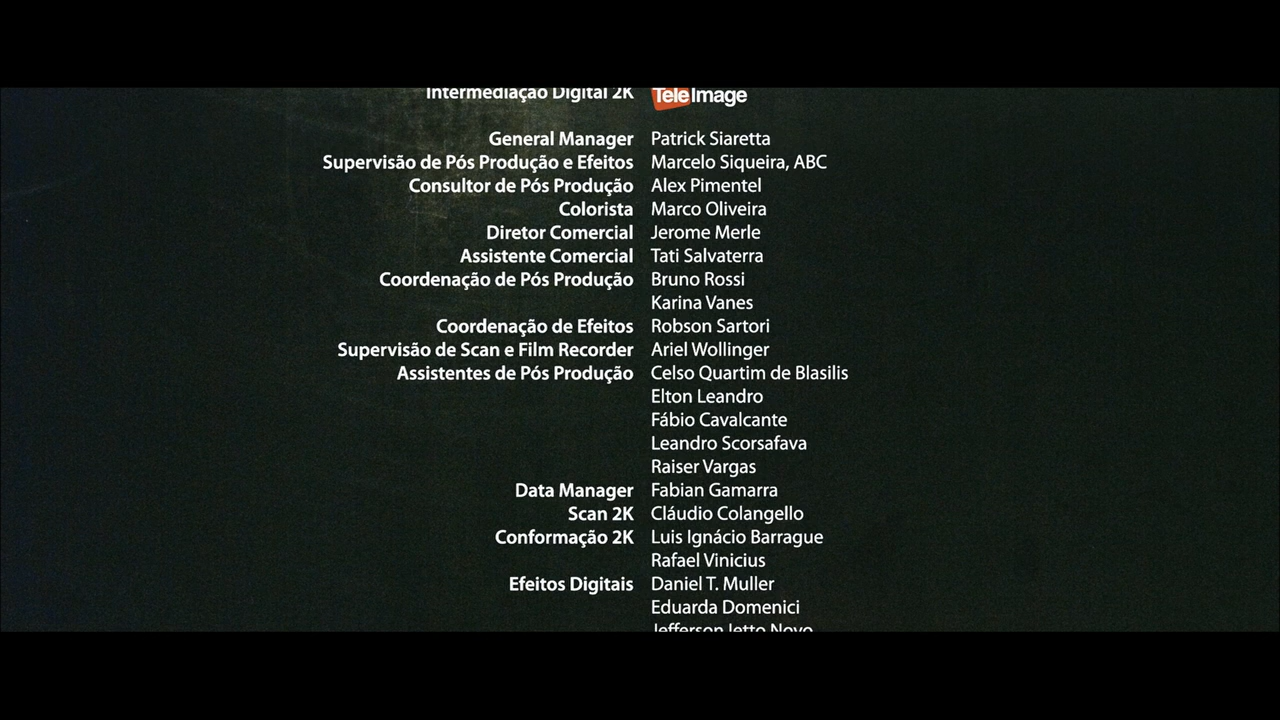 Intermediação Digital 2K TeleImage
General Manager Patrick Siaretta
Supervisão de Pós Produção e Efeitos Marcelo Siqueira, ABC
Consultor de Pós Produção Alex Pimentel
Colorista Marco Oliveira
Diretor Comercial Jerome Merle
Assistente Comercial Tati Salvaterra
Coordenação de Pós Produção Bruno Rossi
Karina Vanes
Coordenação de Efeitos Robson Sartori
Supervisão de Scan e Film Recorder Ariel Wollinger
Assistentes de Pós Produção Celso Quartim de Blasilis
Elton Leandro
Fábio Cavalcante
Leandro Scorsafava
Raiser Vargas
Data Manager Fabian Gamarra
Scan 2K Cláudio Colangello
Conformação 2K Luis Ignácio Barrague
Rafael Vinicius
Efeitos Digitais Daniel T. Muller
Eduarda Domenici
Jefferson Jetto Novo